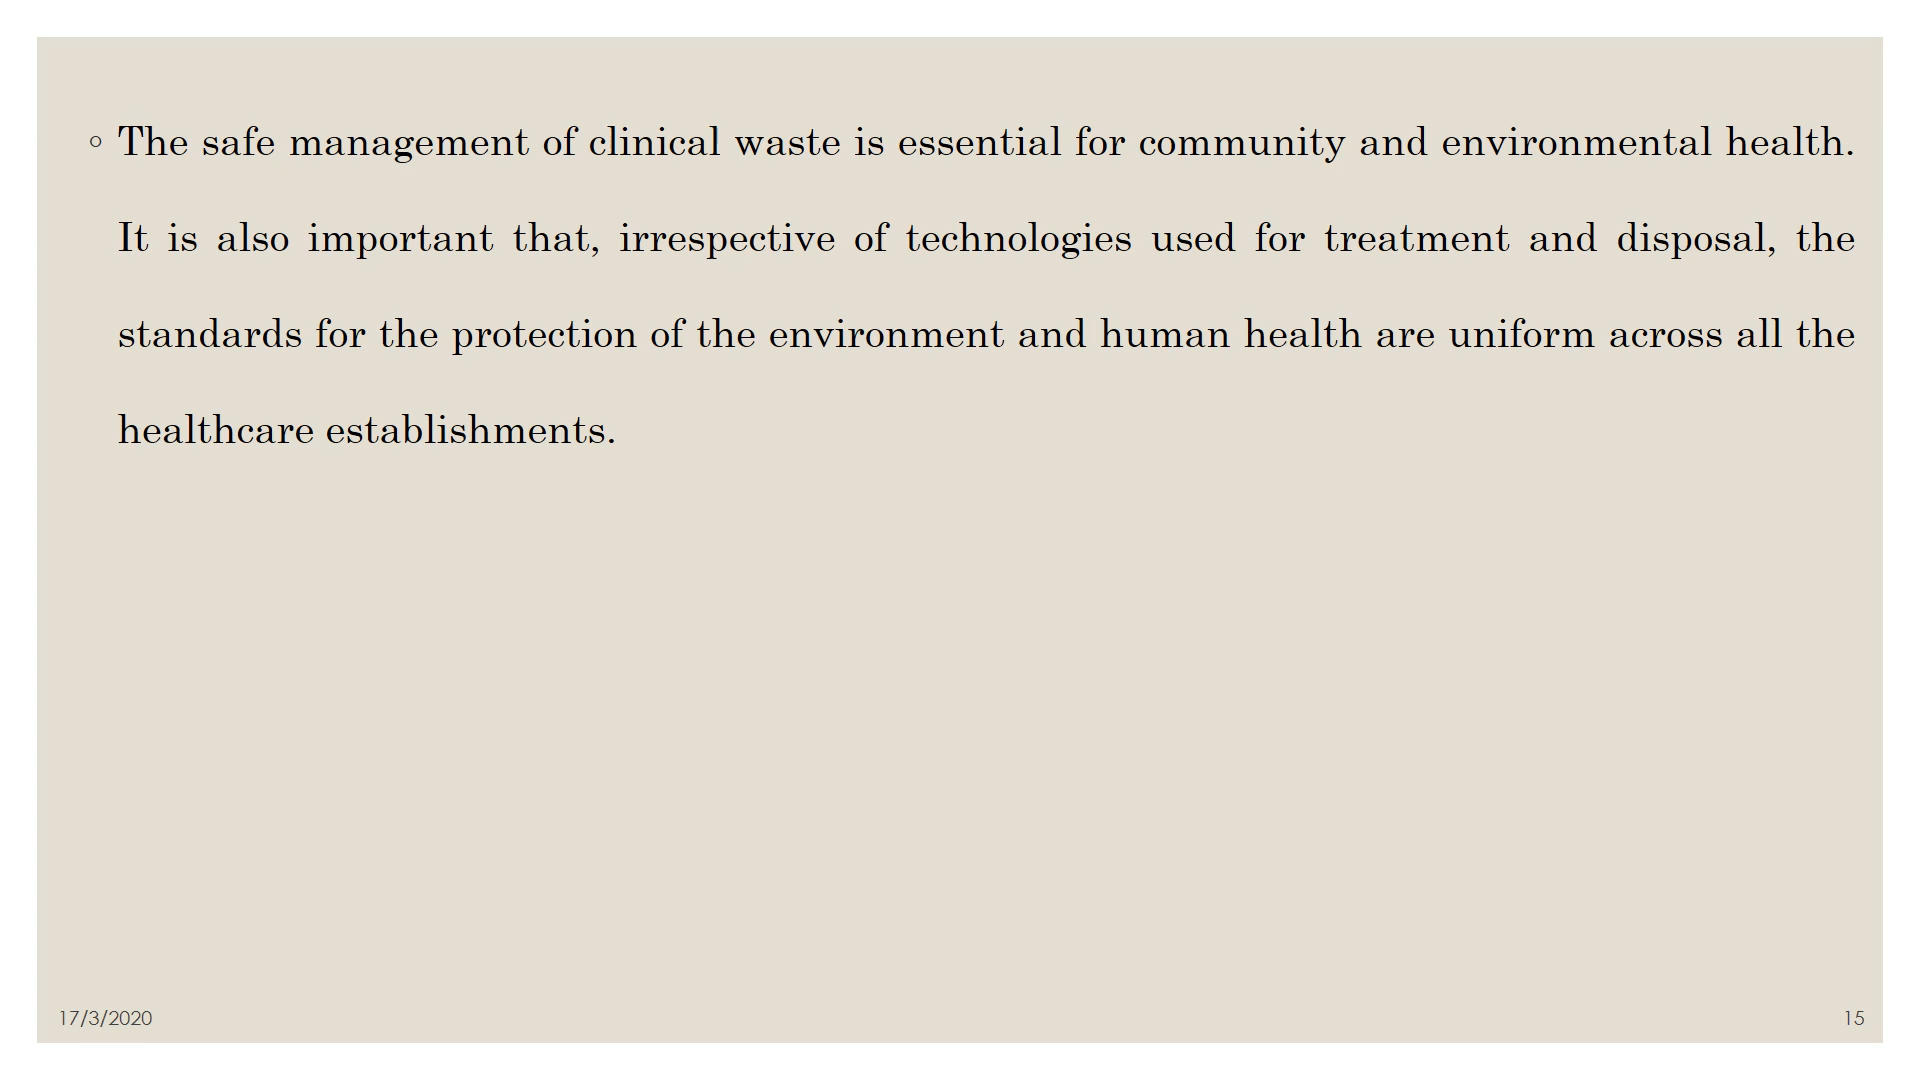 ◦ The safe management of clinical waste is essential for community and environmental health.
It is also important that, irrespective of technologies used for treatment and disposal, the
standards for the protection of the environment and human health are uniform across all the
healthcare establishments.
17/3/2020
15